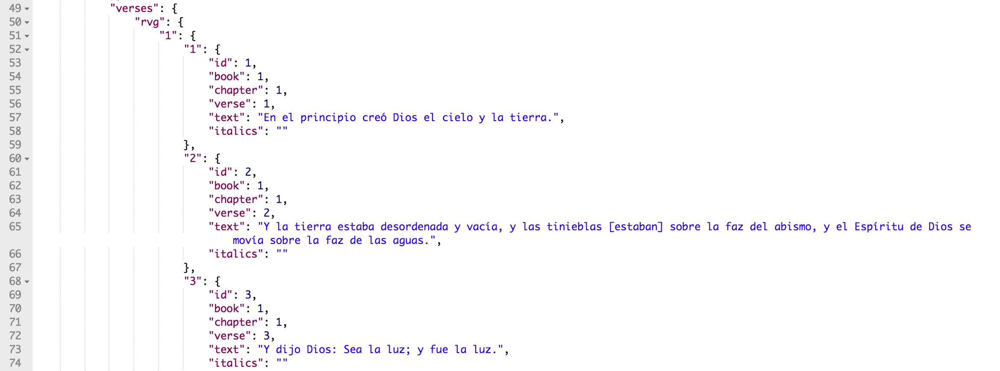 49 "verses": {
50 "rvg": {
51 "1": {
52 "1": {
53 "id": 1,
54 "book": 1,
55 "chapter": 1,
56 "verse": 1,
57 "text": "En el principio creó Dios el cielo y la tierra.",
58 "italics": ""
59 },
60 "2": {
61 "id": 2,
62 "book": 1,
63 "chapter": 1,
64 "verse": 2,
65 "text": "Y la tierra estaba desordenada y vacía, y las tinieblas [estaban] sobre la faz del abismo, y el Espíritu de Dios se
movía sobre la faz de las aguas.",
66 "italics": ""
67 },
68 "3": {
69 "id": 3,
70 "book": 1,
71 "chapter": 1,
72 "verse": 3,
73 "text": "Y dijo Dios: Sea la luz; y fue la luz.",
74 "italics": ""